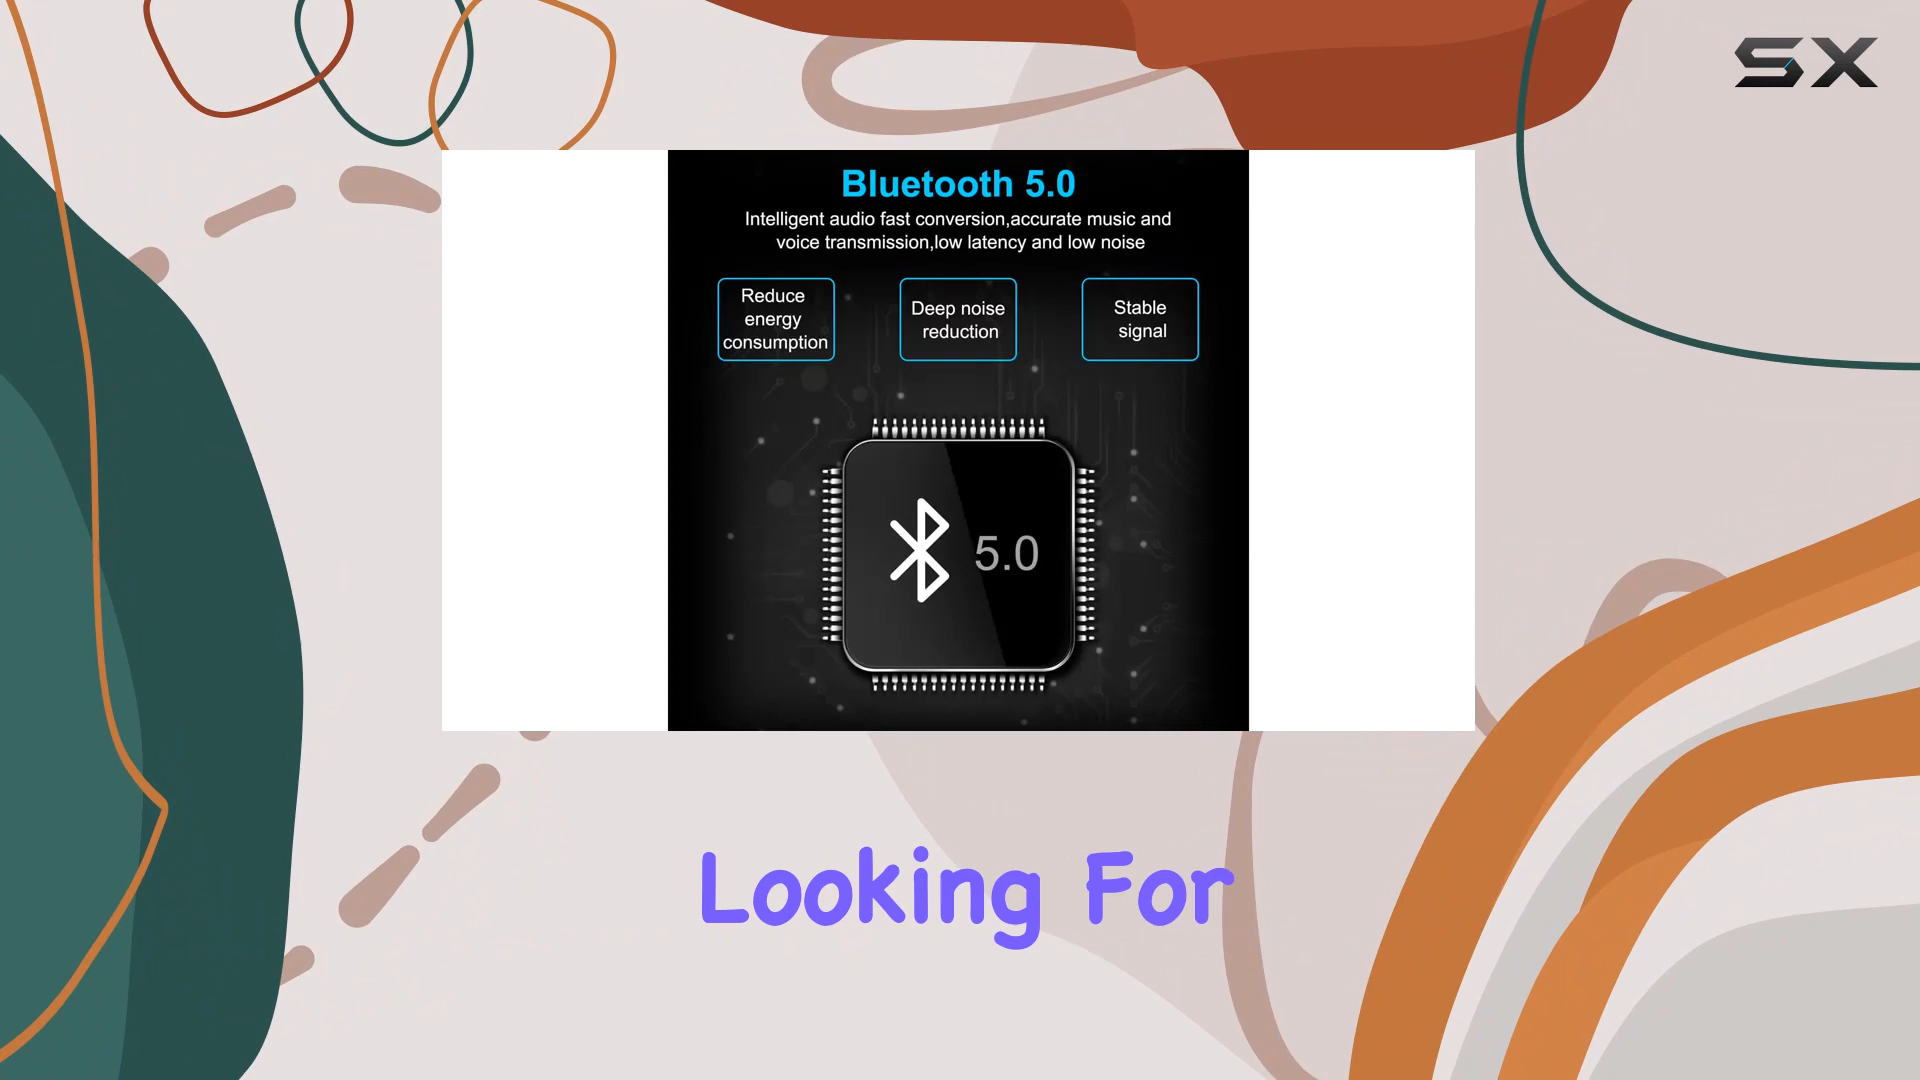 SX
Bluetooth 5.0
Intelligent audio fast conversion,accurate music and
voice transmission,low latency and low noise
Reduce
energy
consumption
Deep noise
reduction
Stable
signal
5.0
Looking For